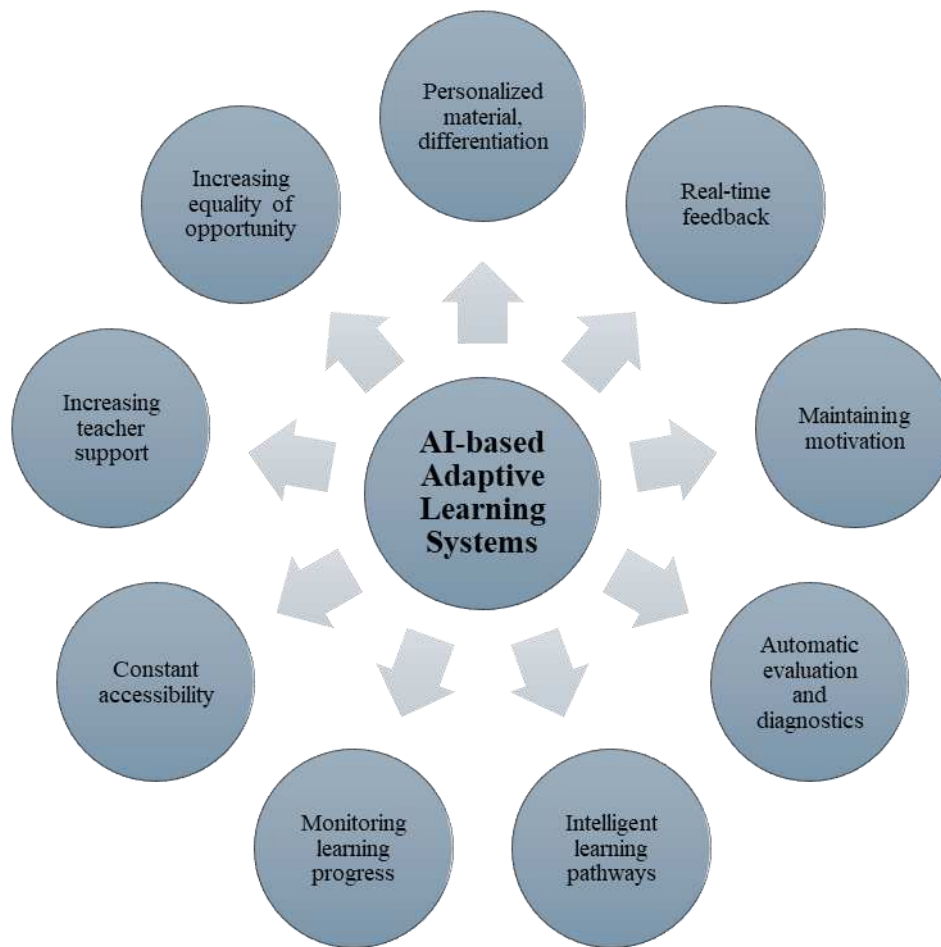 Personalized
material,
differentiation
Real-time
feedback
Maintaining
motivation
Automatic
evaluation
and
diagnostics
Intelligent
learning
pathways
Monitoring
learning
progress
Constant
accessibility
Increasing
teacher
support
Increasing
equality of
opportunity
AI-based
Adaptive
Learning
Systems